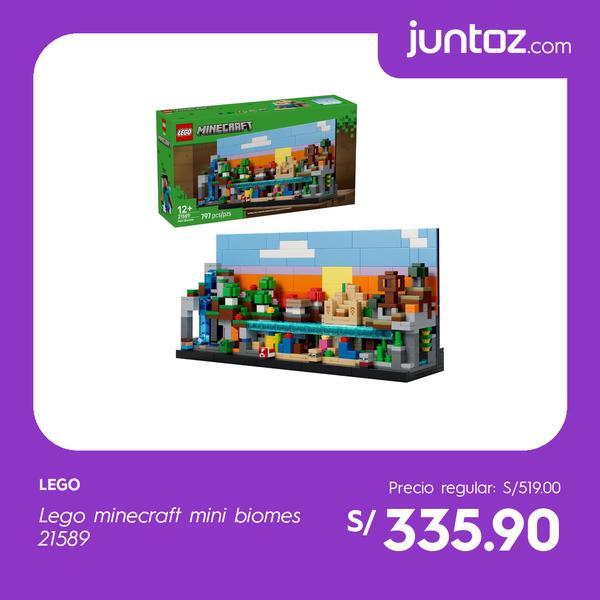 juntoz.com
LEGO MINECRAFT
12+
21589
797 pcs/pzs
LEGO
Lego minecraft mini biomes
21589
Precio regular: S/519.00
S/ 335.90